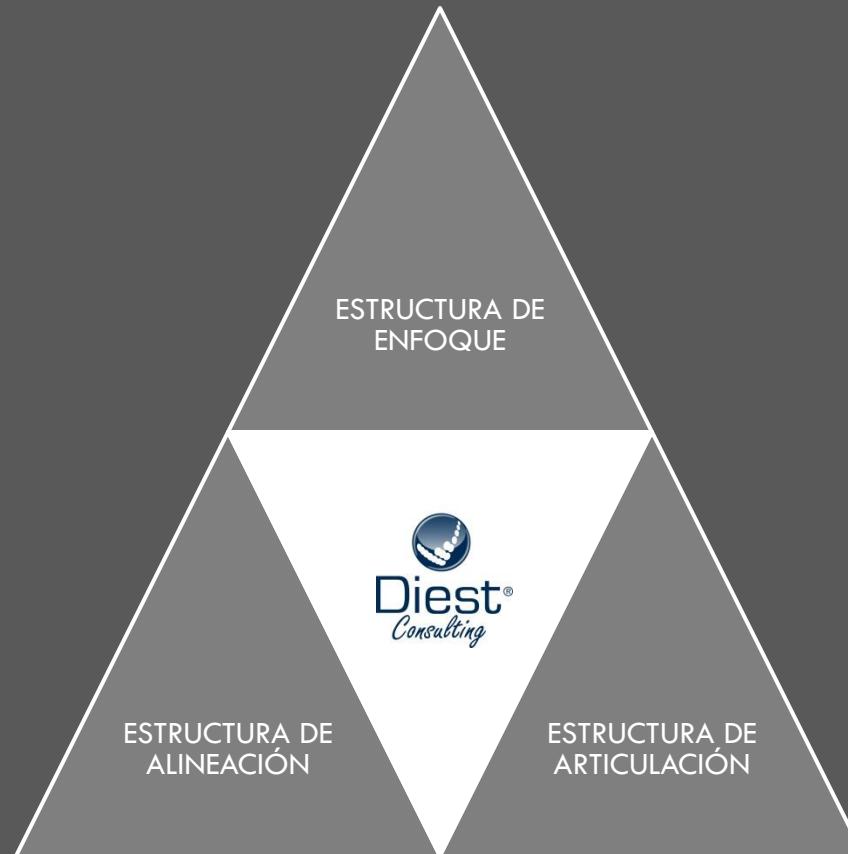 ESTRUCTURA DE
ENFOQUE
Diest®
Consulting
ESTRUCTURA DE
ALINEACIÓN
ESTRUCTURA DE
ARTICULACIÓN